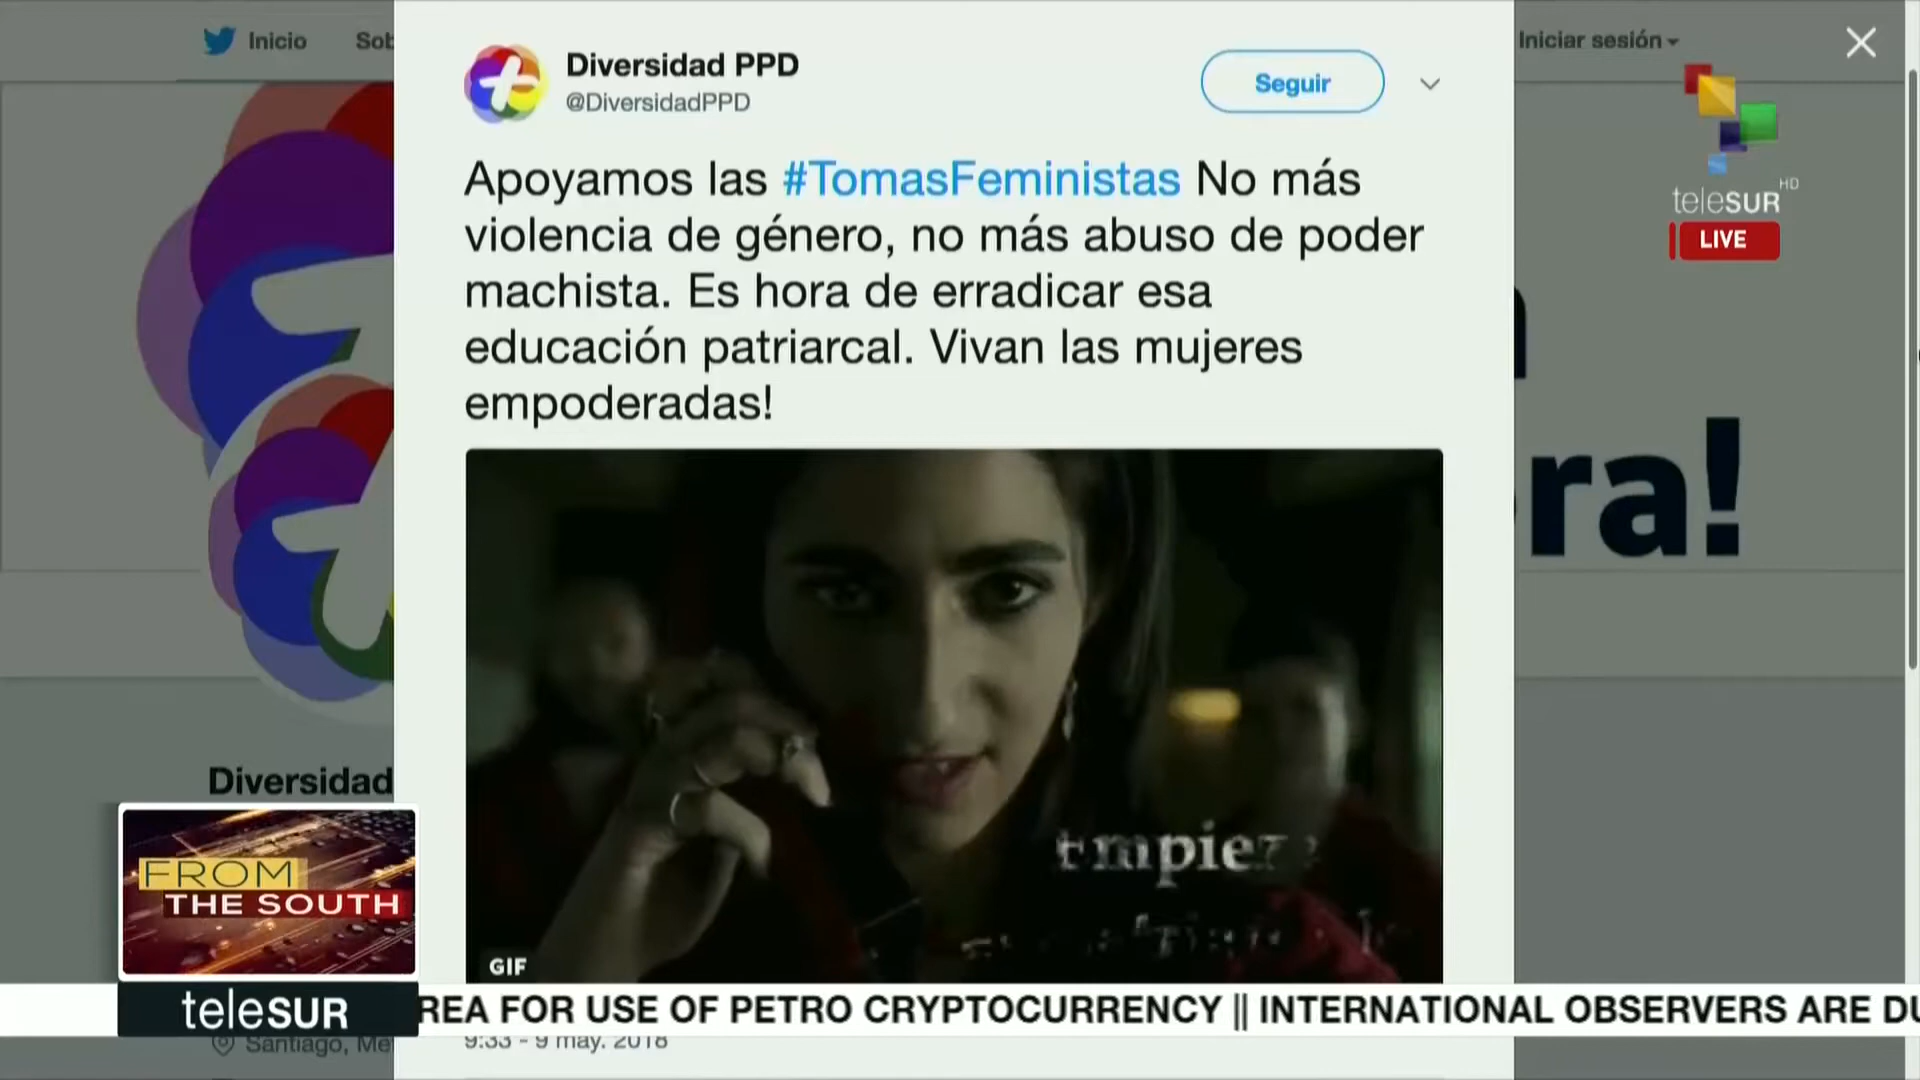 Inicio
Diversidad PPD
@DiversidadPPD
Seguir
Iniciar sesión
Apoyamos las #TomasFeministas No más
violencia de género, no más abuso de poder
machista. Es hora de erradicar esa
educación patriarcal. Vivan las mujeres
empoderadas!
teleSUR HD
LIVE
ra!
GIF
Diversidad
FROM
THE SOUTH
teleSUR
REA FOR USE OF PETRO CRYPTOCURRENCY || INTERNATIONAL OBSERVERS ARE DU
Santiago, Me
9:33 - 9 may. 2018